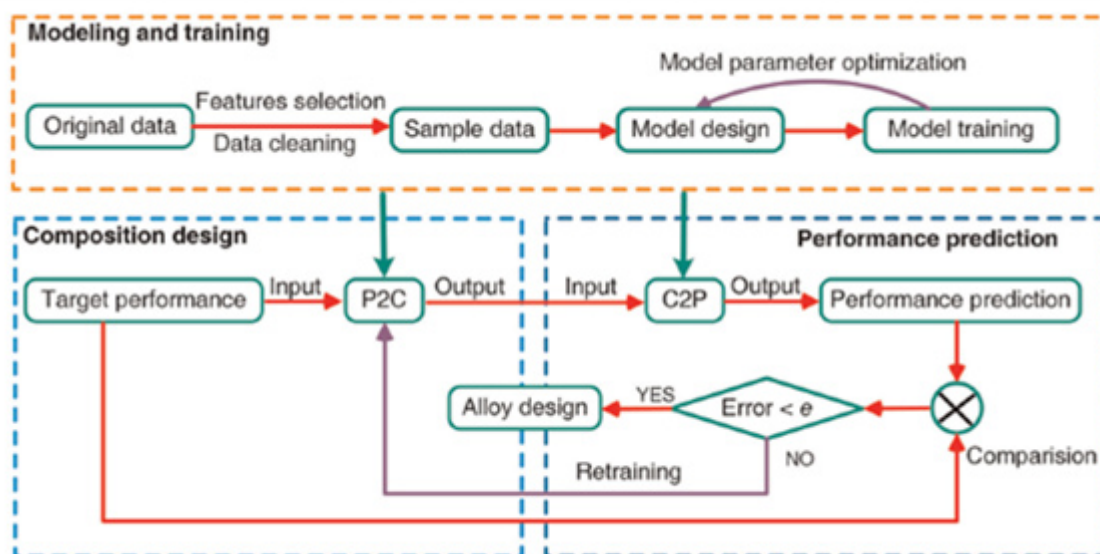 Modeling and training
Model parameter optimization
Features selection
Original data
Sample data
Model design
Model training
Data cleaning
Composition design
Performance prediction
Target performance
Input
P2C
Output
Input
C2P
Output
Performance prediction
Alloy design
YES
Error < e
NO
Comparision
Retraining